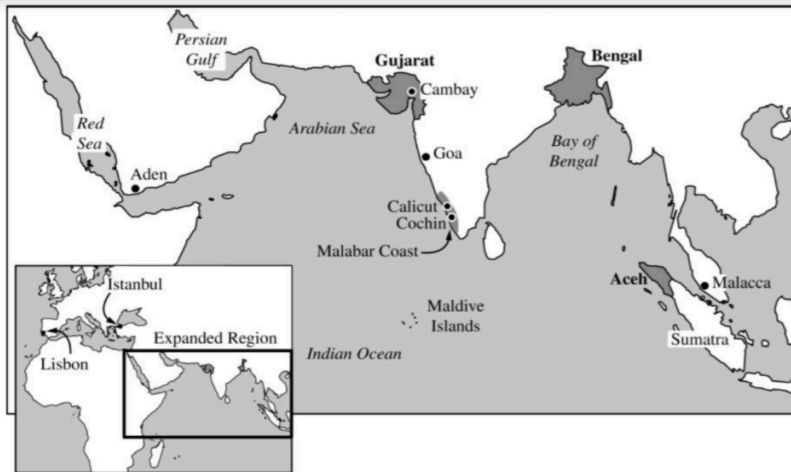 Persian
Gulf
Gujarat
Bengal
Cambay
Red
Sea
Arabian Sea
Bay of
Bengal
Goa
Aden
Calicut
Cochin
Malabar Coast
Aceh
Malacca
Istanbul
Maldive
Islands
Expanded Region
Sumatra
Lisbon
Indian Ocean